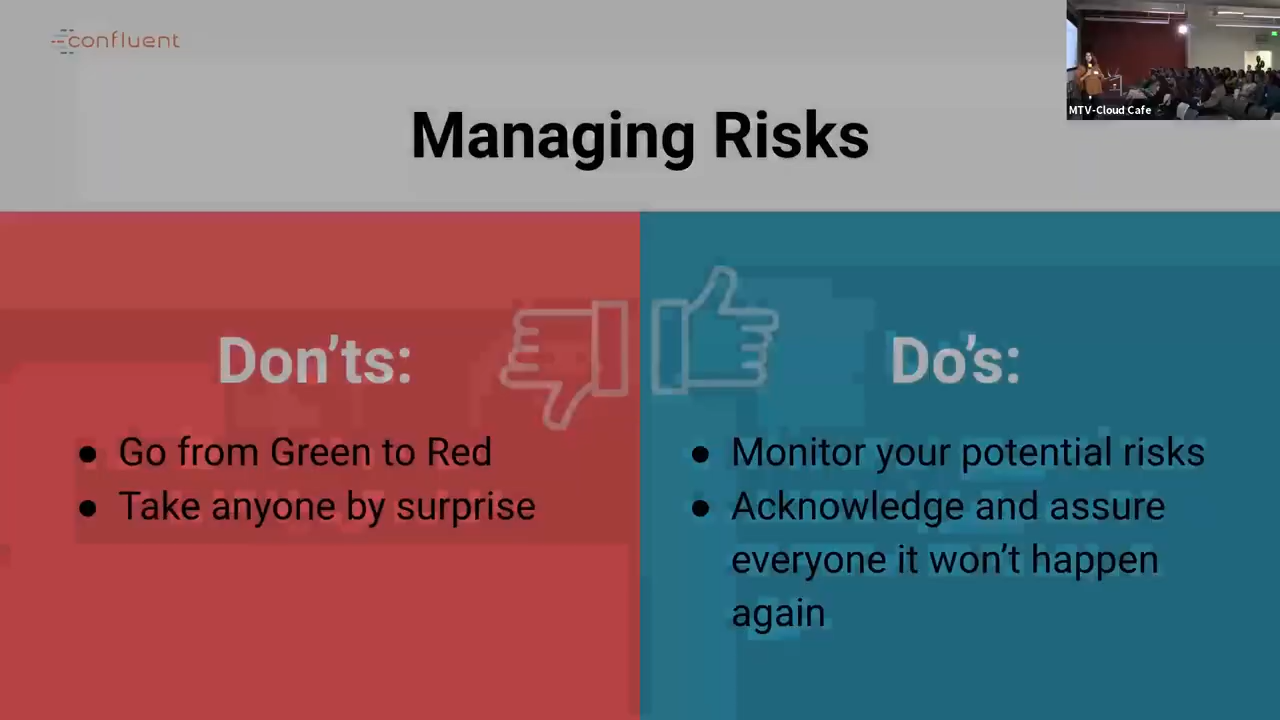 confluent
MTV-Cloud Cafe
Managing Risks
Don’ts:
● Go from Green to Red
● Take anyone by surprise
Do’s:
● Monitor your potential risks
● Acknowledge and assure
everyone it won’t happen
again